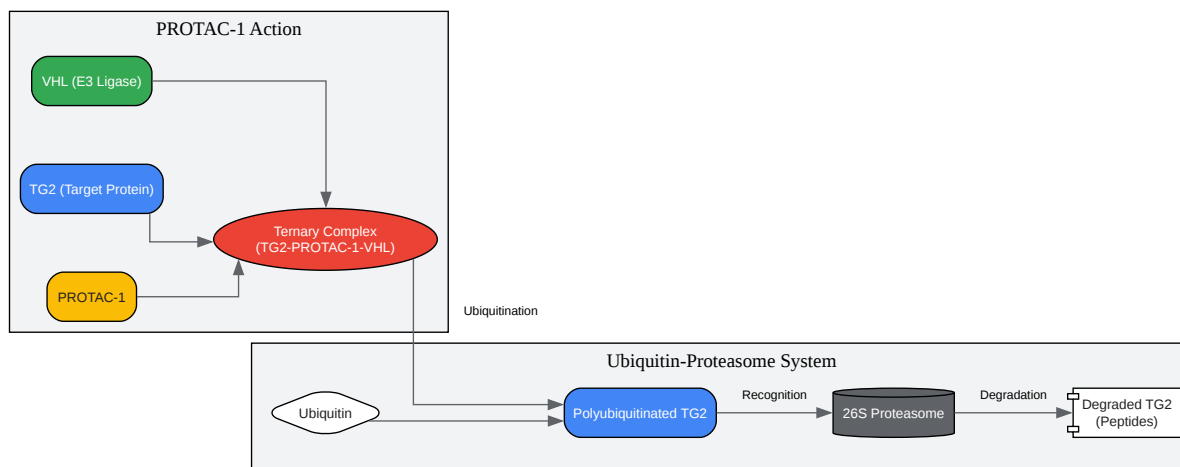 PROTAC-1 Action
VHL (E3 Ligase)
TG2 (Target Protein)
Ternary Complex
(TG2-PROTAC-1-VHL)
PROTAC-1
Ubiquitination
Ubiquitin-Proteasome System
Ubiquitin
Polyubiquitinated TG2
Recognition
26S Proteasome
Degradation
Degraded TG2
(Peptides)